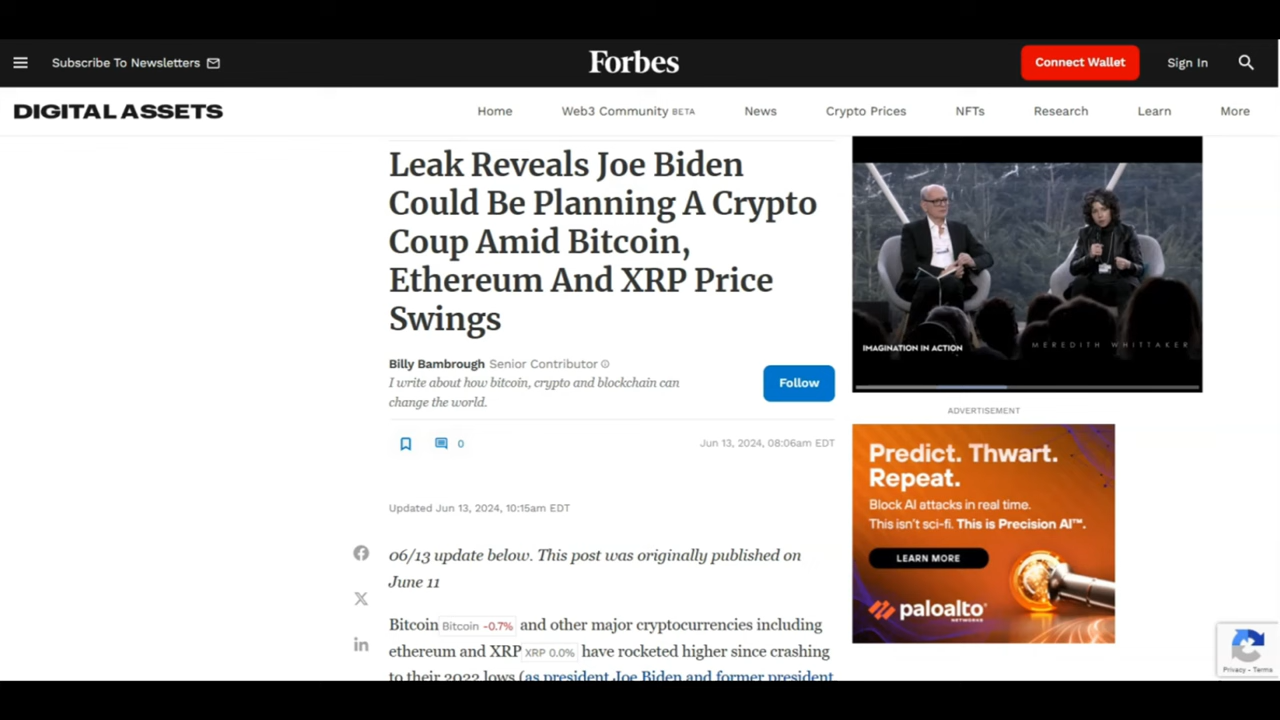 Subscribe To Newsletters
Forbes
Connect Wallet
Sign In
DIGITAL ASSETS
Home
Web3 Community BETA
News
Crypto Prices
NFTs
Research
Learn
More
Leak Reveals Joe Biden
Could Be Planning A Crypto
Coup Amid Bitcoin,
Ethereum And XRP Price
Swings
Billy Bambrough Senior Contributor
I write about how bitcoin, crypto and blockchain can
change the world.
Follow
0
Jun 13, 2024, 08:06am EDT
Updated Jun 13, 2024, 10:15am EDT
06/13 update below. This post was originally published on
June 11
Bitcoin Bitcoin -0.7% and other major cryptocurrencies including
ethereum and XRP XRP 0.0% have rocketed higher since crashing
to their 2022 lows (as president Joe Biden and former president
IMAGINATION IN ACTION
MEREDITH WHITTAKER
ADVERTISEMENT
Predict. Thwart.
Repeat.
Block AI attacks in real time.
This isn't sci-fi. This is Precision AI™.
LEARN MORE
paloalto
NETWORKS
Privacy - Terms